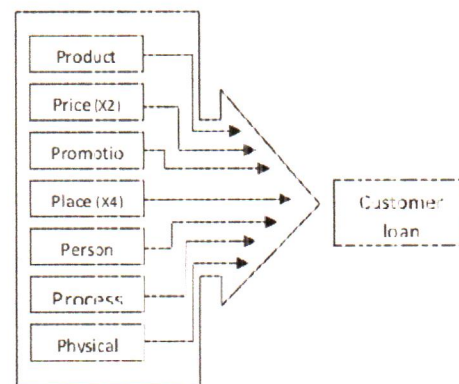 Product
Price (X2)
Promotio
Place (X4)
Person
Process
Physical
Customer
loan